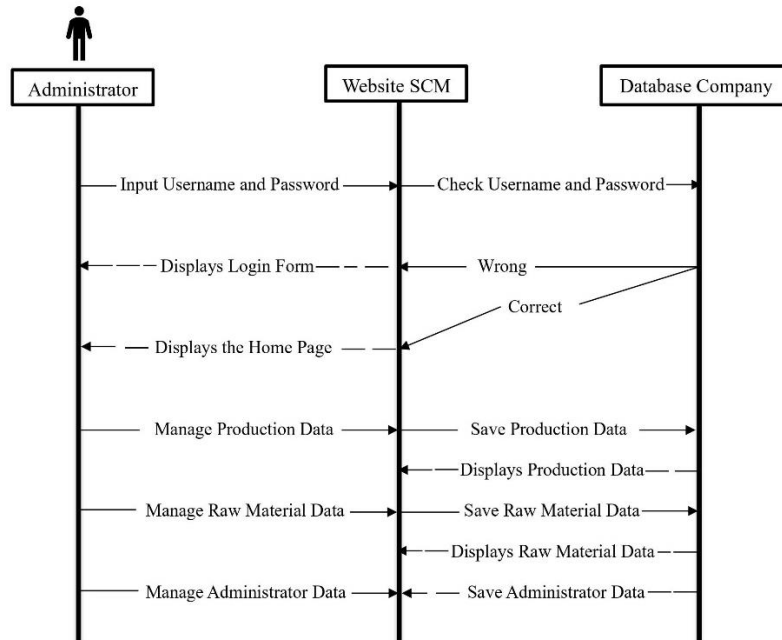 Administrator
Website SCM
Database Company
Input Username and Password
Check Username and Password
Displays Login Form
Wrong
Correct
Displays the Home Page
Manage Production Data
Save Production Data
Displays Production Data
Manage Raw Material Data
Save Raw Material Data
Displays Raw Material Data
Manage Administrator Data
Save Administrator Data